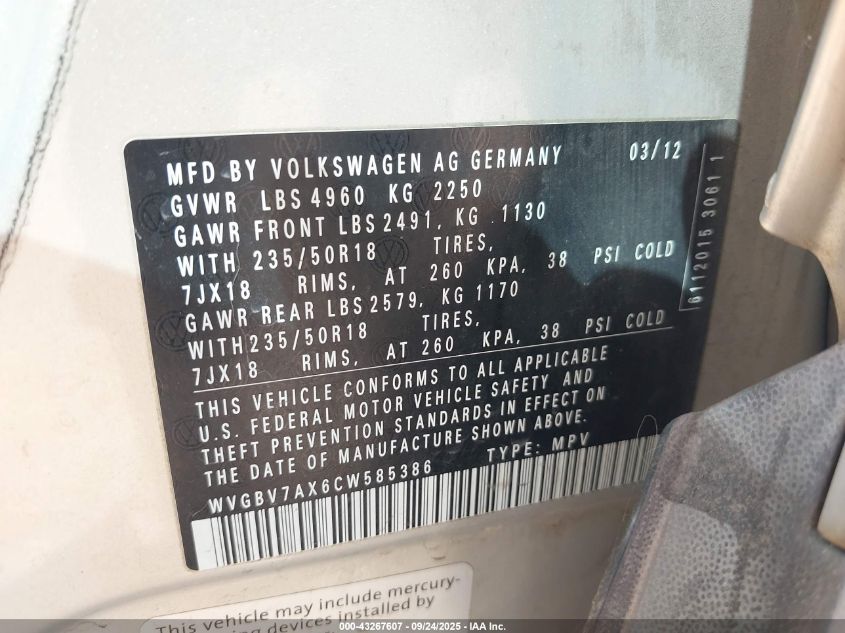 MFD BY VOLKSWAGEN AG GERMANY 03/12
GVWR LBS 4960 KG 2250
GAWR FRONT LBS 2491, KG 1130
WITH 235/50R18 TIRES,
7JX18 RIMS, AT 260 KPA, 38 PSI COLD
GAWR REAR LBS 2579, KG 1170
WITH 235/50R18 TIRES,
7JX18 RIMS, AT 260 KPA, 38 PSI COLD
THIS VEHICLE CONFORMS TO ALL APPLICABLE
U.S. FEDERAL MOTOR VEHICLE SAFETY AND
THEFT PREVENTION STANDARDS IN EFFECT ON
THE DATE OF MANUFACTURE SHOWN ABOVE.
WVGBV7AX6CW585386 TYPE: MPV
6112015 3061 1
This vehicle may include mercury-
devices installed by
000-43267607 - 09/24/2025 - IAA Inc.